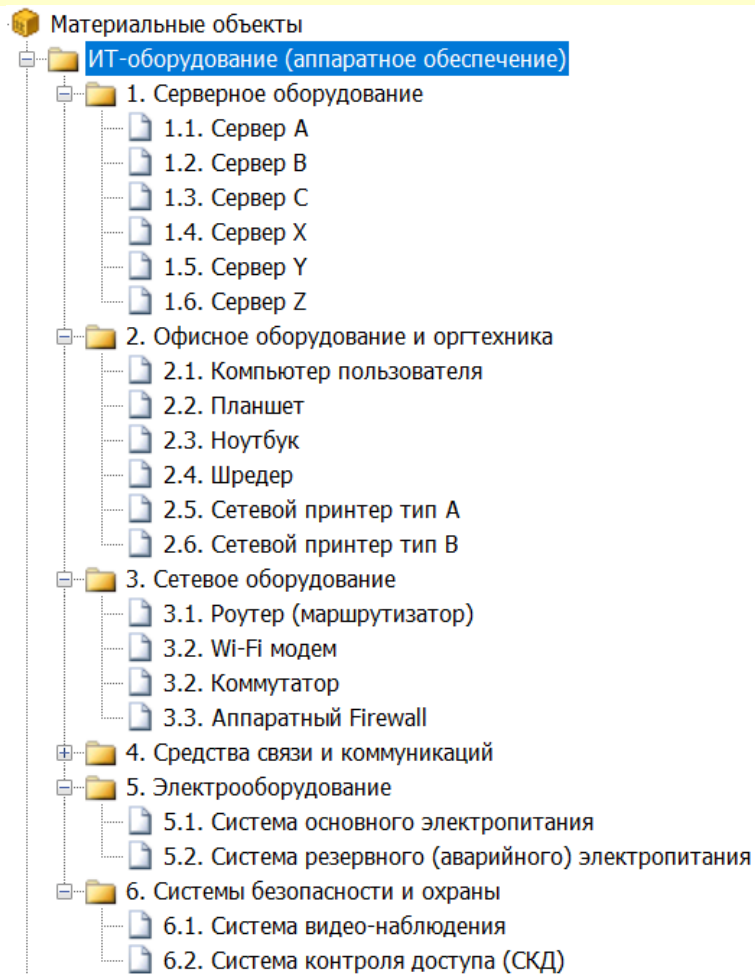 Материальные объекты
ИТ-оборудование (аппаратное обеспечение)
1. Серверное оборудование
1.1. Сервер A
1.2. Сервер B
1.3. Сервер C
1.4. Сервер X
1.5. Сервер Y
1.6. Сервер Z
2. Офисное оборудование и оргтехника
2.1. Компьютер пользователя
2.2. Планшет
2.3. Ноутбук
2.4. Шредер
2.5. Сетевой принтер тип A
2.6. Сетевой принтер тип B
3. Сетевое оборудование
3.1. Роутер (маршрутизатор)
3.2. Wi-Fi модем
3.2. Коммутатор
3.3. Аппаратный Firewall
4. Средства связи и коммуникаций
5. Электрооборудование
5.1. Система основного электропитания
5.2. Система резервного (аварийного) электропитания
6. Системы безопасности и охраны
6.1. Система видео-наблюдения
6.2. Система контроля доступа (СКД)